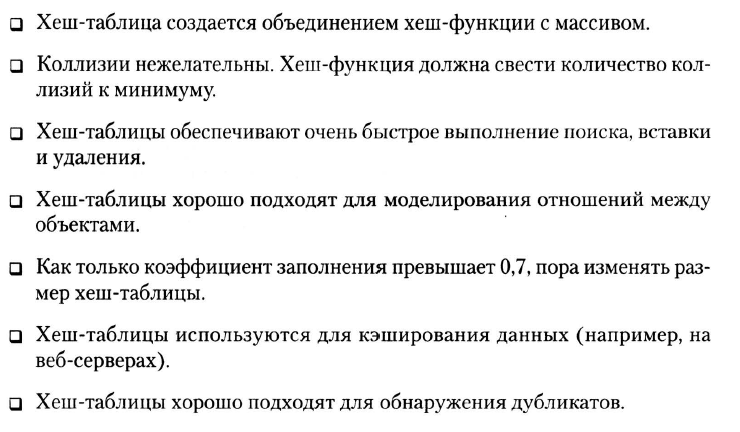 ❑ Хеш-таблица создается объединением хеш-функции с массивом.
❑ Коллизии нежелательны. Хеш-функция должна свести количество кол-
лизий к минимуму.
❑ Хеш-таблицы обеспечивают очень быстрое выполнение поиска, вставки
и удаления.
❑ Хеш-таблицы хорошо подходят для моделирования отношений между
объектами.
❑ Как только коэффициент заполнения превышает 0,7, пора изменять раз-
мер хеш-таблицы.
❑ Хеш-таблицы используются для кэширования данных (например, на
веб-серверах).
❑ Хеш-таблицы хорошо подходят для обнаружения дубликатов.